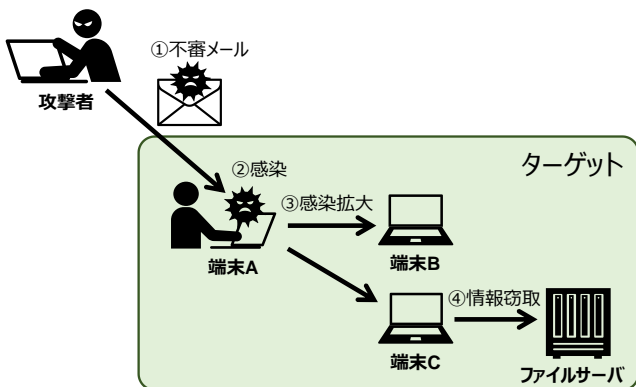 ①不審メール
攻撃者
ターゲット
②感染
③感染拡大
端末A
端末B
④情報窃取
端末C
ファイルサーバ